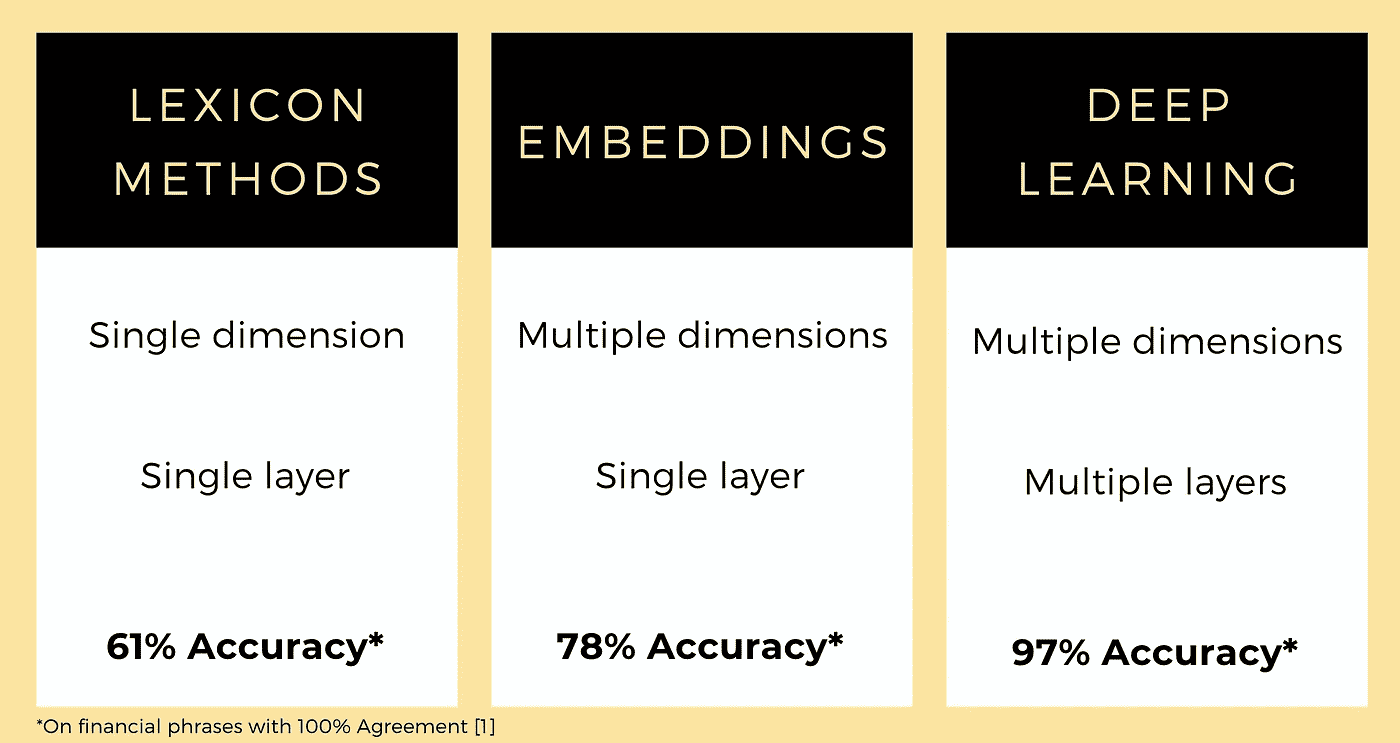 LEXICON
METHODS
Single dimension
Single layer
61% Accuracy*
EMBEDDINGS
Multiple dimensions
Single layer
78% Accuracy*
DEEP
LEARNING
Multiple dimensions
Multiple layers
97% Accuracy*
*On financial phrases with 100% Agreement [1]